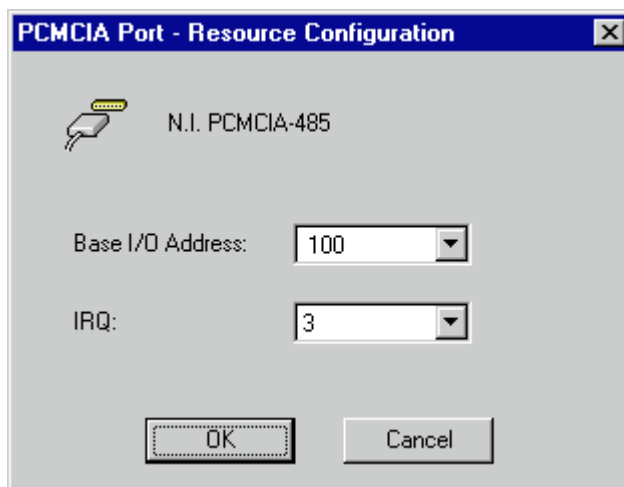 PCMCIA Port - Resource Configuration
N.I. PCMCIA-485
Base I/O Address: 100
IRQ: 3
OK Cancel